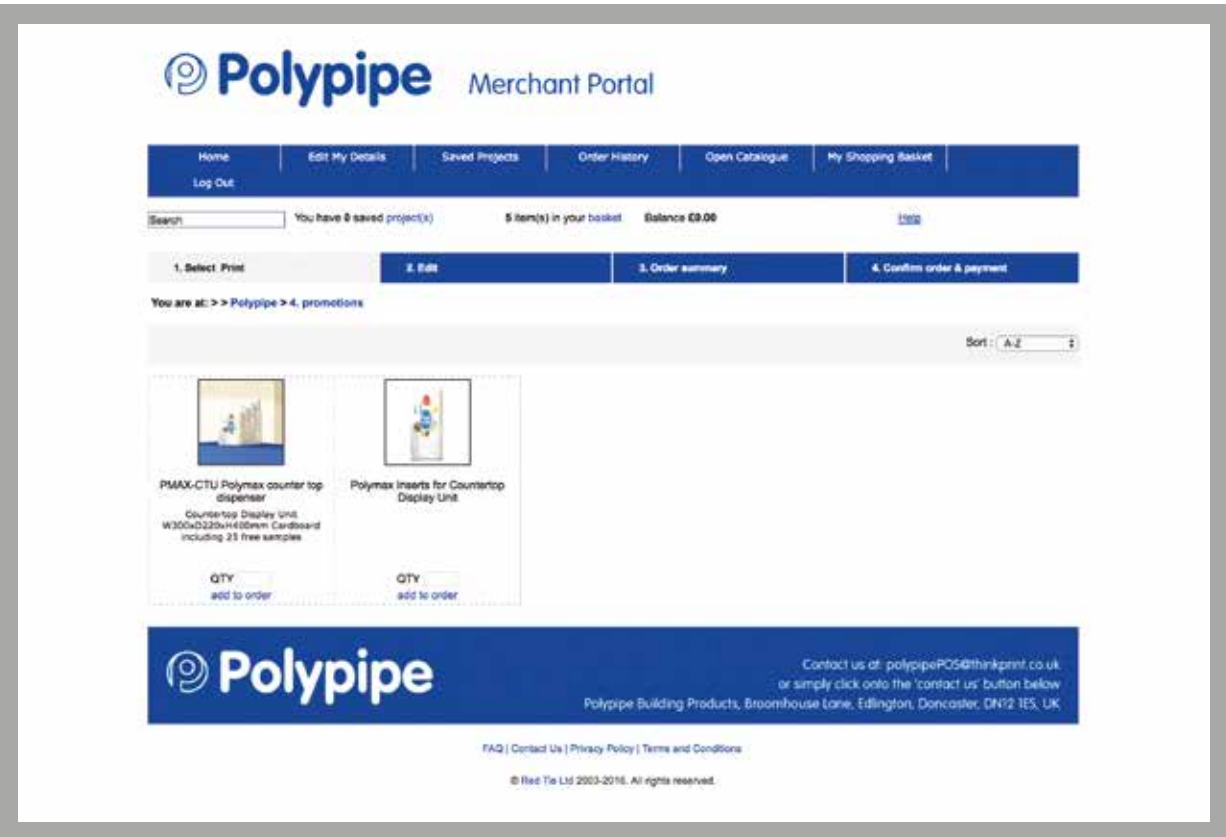 Polypipe Merchant Portal
Home Edit My Details Saved Projects Order History Open Catalogue My Shopping Basket
Log Out
Search You have 0 saved project(s) 5 item(s) in your basket Balance £0.00 Help
1. Select Print 2. Edit 3. Order summary 4. Confirm order & payment
You are at: > > Polypipe > 4. promotions
Sort : A-Z
PMAX-CTU Polymax counter top
dispenser
Countertop Display Unit
W300xD220xH400mm Cardboard
including 25 free samples
QTY
add to order
Polymax Inserts for Countertop
Display Unit
QTY
add to order
Polypipe
Contact us at: polypipePOS@thinkprint.co.uk
or simply click onto the 'contact us' button below
Polypipe Building Products, Broomhouse Lane, Edlington, Doncaster, DN12 1ES, UK
FAQ | Contact Us | Privacy Policy | Terms and Conditions
© Red Tie Ltd 2003-2016. All rights reserved.